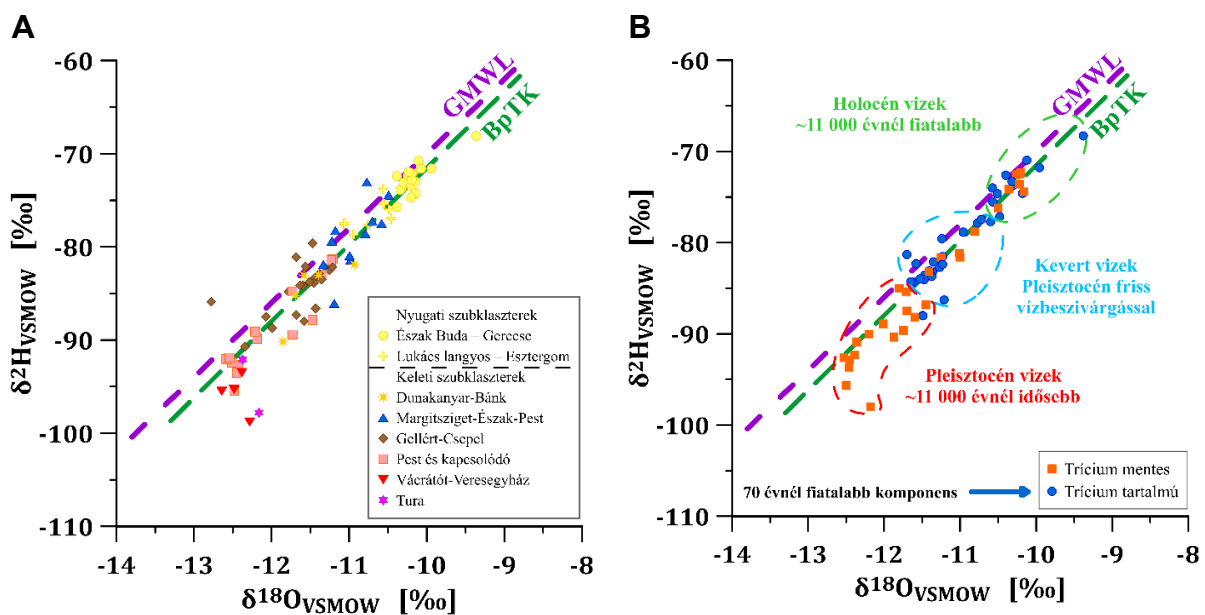 A
-60
-70
-80
-90
-100
-110
δ²H_VSMOW [‰]
GMWL
BpTK
Nyugati szubklaszterek
Észak Buda – Gerecse
Lukács langyos – Esztergom
Keleti szubklaszterek
Dunakanyar-Bánk
Margitsziget-Észak-Pest
Gellért-Csepel
Pest és kapcsolódó
Vácrátót-Veresegyház
Tura
-14 -13 -12 -11 -10 -9 -8
δ¹⁸O_VSMOW [‰]
B
-60
-70
-80
-90
-100
-110
δ²H_VSMOW [‰]
GMWL
BpTK
Holocén vizek
~11 000 évnél fiatalabb
Kevert vizek
Pleisztocén friss
vízbeszivárgással
Pleisztocén vizek
~11 000 évnél idősebb
70 évnél fiatalabb komponens
Trícium mentes
Trícium tartalmú
-14 -13 -12 -11 -10 -9 -8
δ¹⁸O_VSMOW [‰]